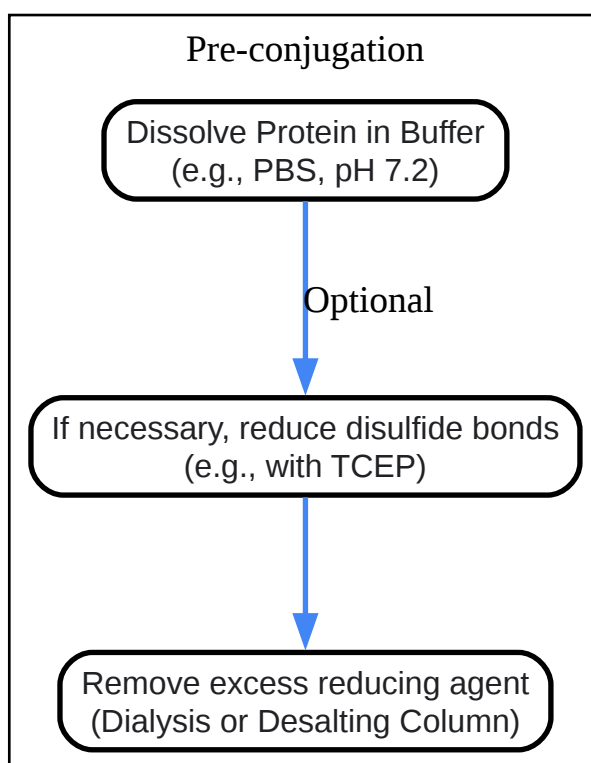 Pre-conjugation
Dissolve Protein in Buffer
(e.g., PBS, pH 7.2)
Optional
If necessary, reduce disulfide bonds
(e.g., with TCEP)
Remove excess reducing agent
(Dialysis or Desalting Column)